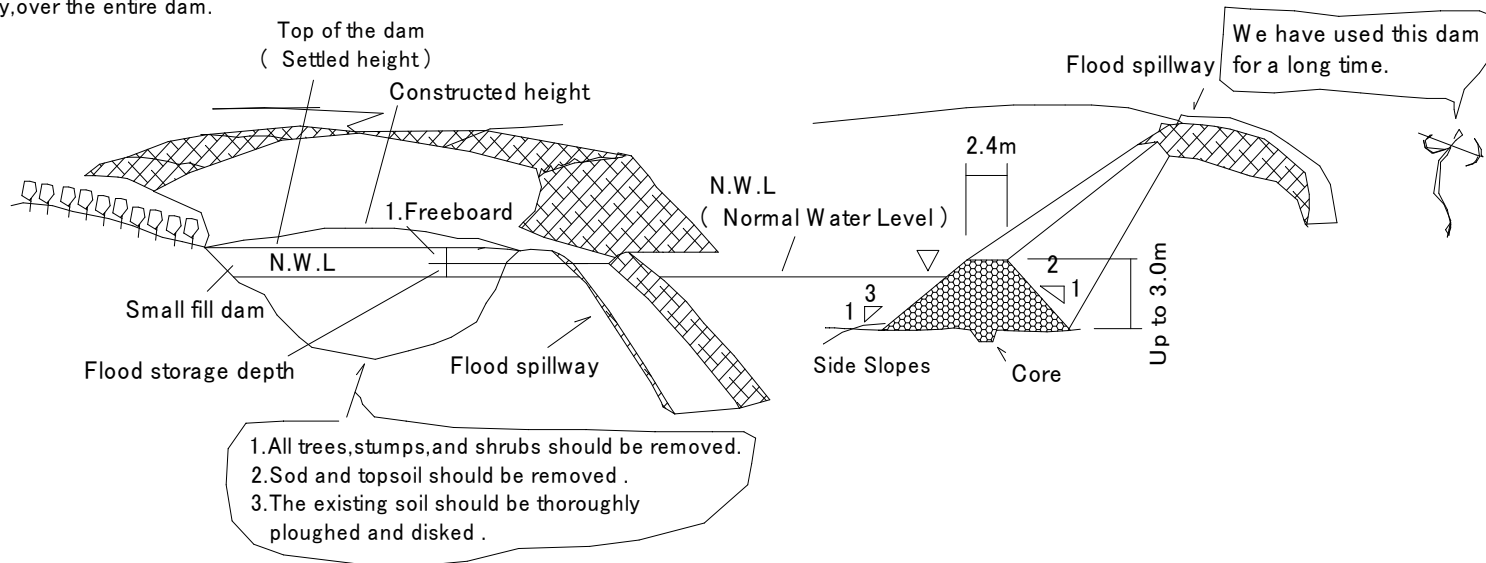 y,over the entire dam.
Top of the dam
( Settled height )
Constructed height
1.Freeboard
N.W.L
Small fill dam
Flood storage depth
Flood spillway
1.All trees,stumps,and shrubs should be removed.
2.Sod and topsoil should be removed .
3.The existing soil should be thoroughly
ploughed and disked .
N.W.L
( Normal Water Level )
2.4m
Flood spillway
We have used this dam
for a long time.
3
1
2
1
Up to 3.0m
Side Slopes
Core